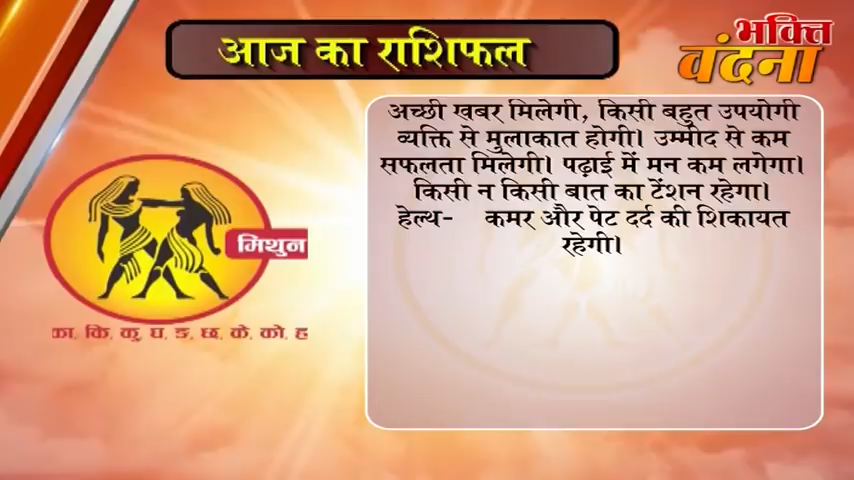 आज का राशिफल
भक्ति
वंदना
अच्छी खबर मिलेगी, किसी बहुत उपयोगी
व्यक्ति से मुलाकात होगी। उम्मीद से कम
सफलता मिलेगी। पढ़ाई में मन कम लगेगा।
किसी न किसी बात का टेंशन रहेगा।
हेल्थ- कमर और पेट दर्द की शिकायत
रहेगी।
मिथुन
का, कि, कु, घ, ङ, छ, के, को, ह